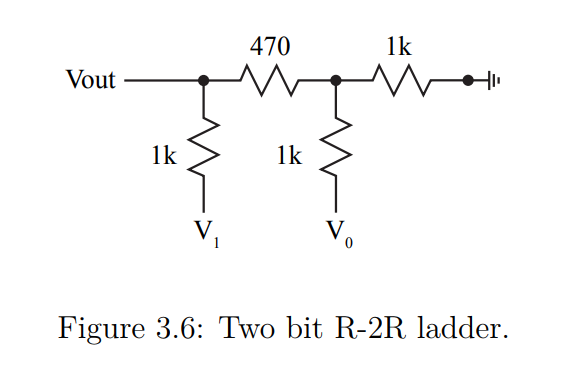 470 1k
Vout
1k 1k
V₁ V₀
Figure 3.6: Two bit R-2R ladder.